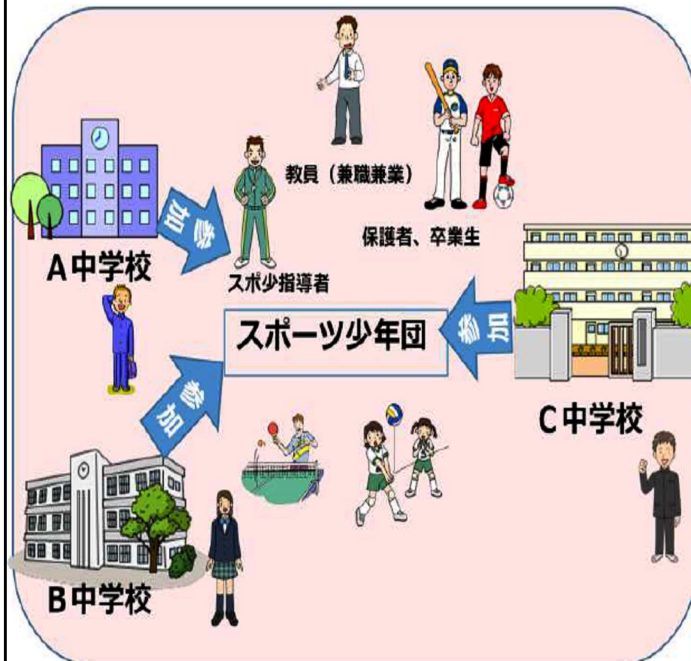 教員（兼職兼業）
保護者、卒業生
A中学校
参加
スポ少指導者
スポーツ少年団
参加
C中学校
参加
B中学校